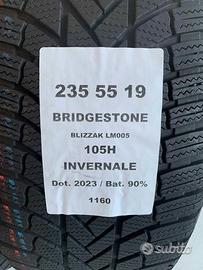 235 55 19
BRIDGESTONE
BLIZZAK LM005
105H
INVERNALE
Dot. 2023 / Bat. 90%
1160
subito